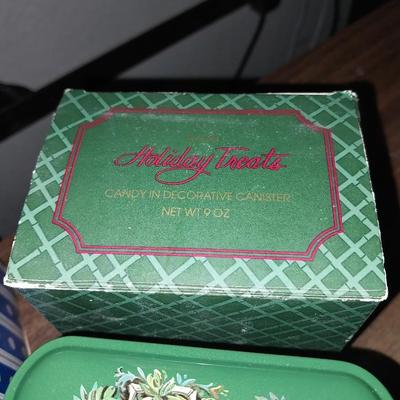 Holiday Treats
CANDY IN DECORATIVE CANISTER
NET WT 9 OZ